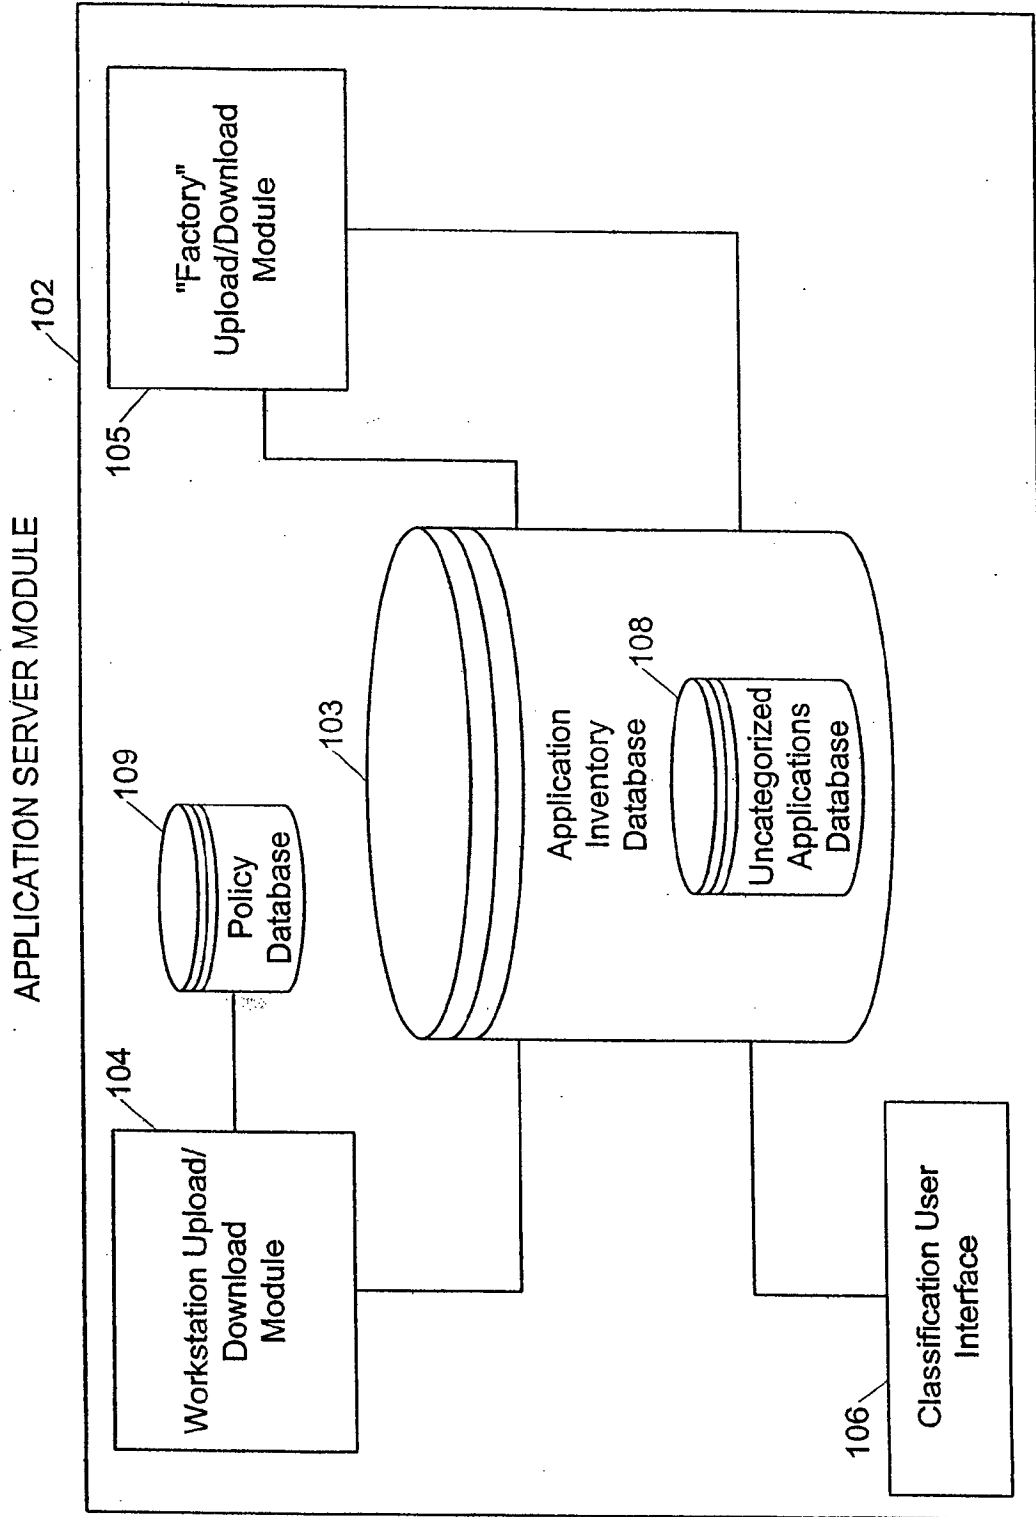 APPLICATION SERVER MODULE
102
104
Workstation Upload/
Download
Module
109
Policy
Database
105
"Factory"
Upload/Download
Module
103
Application
Inventory
Database
108
Uncategorized
Applications
Database
106
Classification User
Interface